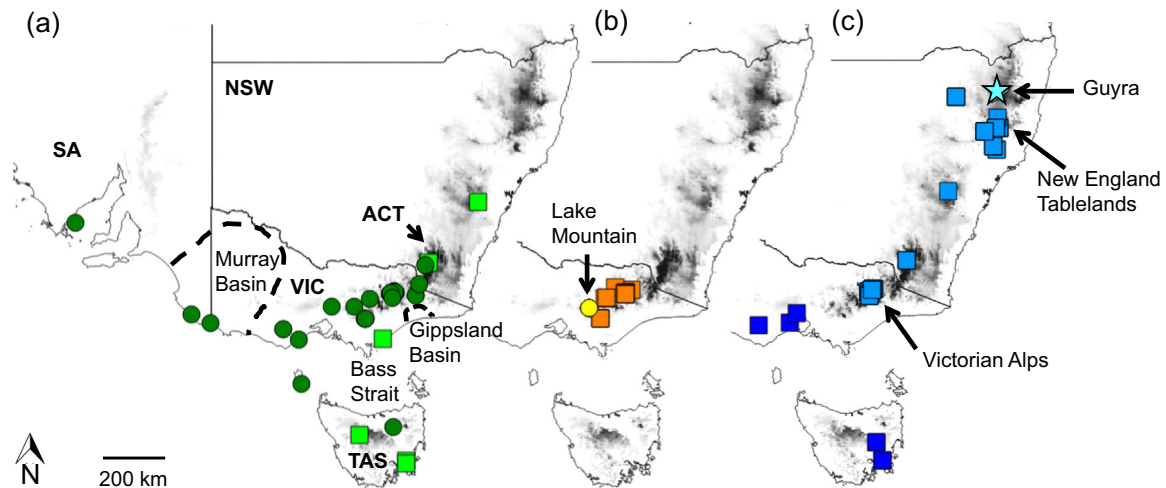 (a)
(b)
(c)
NSW
Guyra
SA
New England
Tablelands
ACT
Lake
Mountain
Murray
Basin
VIC
Gippsland
Basin
Victorian Alps
Bass
Strait
TAS
N
200 km